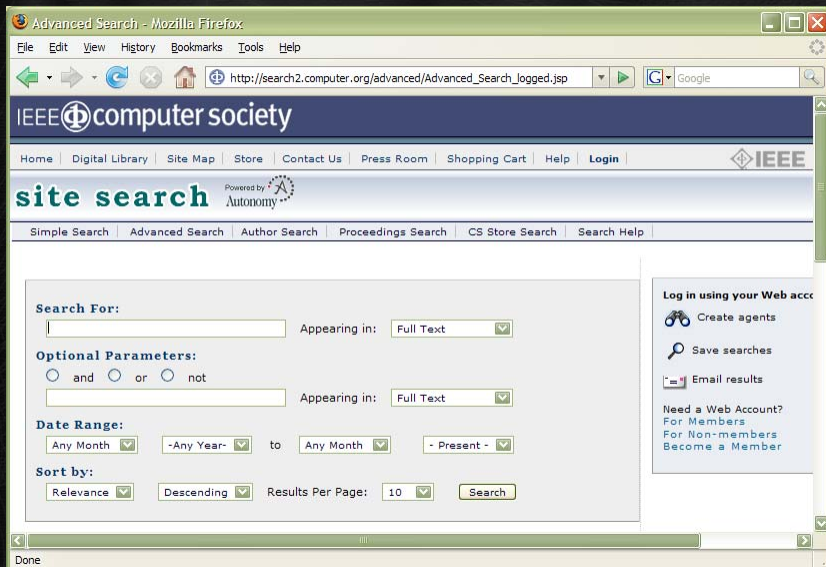 Advanced Search - Mozilla Firefox
File Edit View History Bookmarks Tools Help
http://search2.computer.org/advanced/Advanced_Search_logged.jsp G Google
IEEE computer society
Home Digital Library Site Map Store Contact Us Press Room Shopping Cart Help Login IEEE
site search Powered by Autonomy
Simple Search Advanced Search Author Search Proceedings Search CS Store Search Search Help
Search For:
Appearing in: Full Text
Optional Parameters:
and or not
Appearing in: Full Text
Date Range:
Any Month -Any Year- to Any Month - Present -
Sort by:
Relevance Descending Results Per Page: 10 Search
Log in using your Web acc
Create agents
Save searches
Email results
Need a Web Account?
For Members
For Non-members
Become a Member
Done